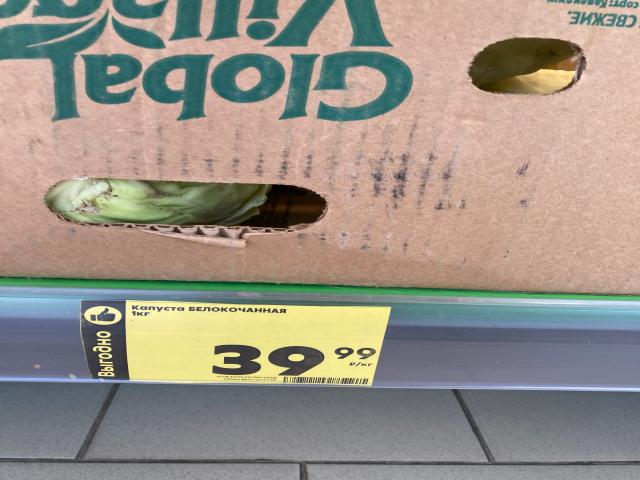 Global
Village
СВЕЖИЕ.
Выгодно
Капуста БЕЛОКОЧАННАЯ
1кг
39 99
₽/кг